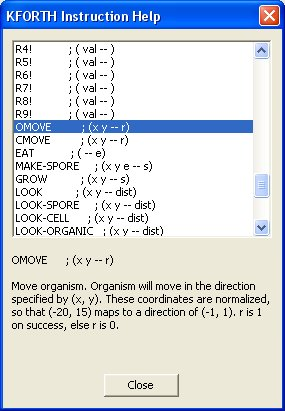 KFORTH Instruction Help
R4! ; ( val -- )
R5! ; ( val -- )
R6! ; ( val -- )
R7! ; ( val -- )
R8! ; ( val -- )
R9! ; ( val -- )
OMOVE ; (x y -- r)
CMOVE ; (x y -- r)
EAT ; ( -- e)
MAKE-SPORE ; (x y e -- s)
GROW ; (x y -- s)
LOOK ; (x y -- dist)
LOOK-SPORE ; (x y -- dist)
LOOK-CELL ; (x y -- dist)
LOOK-ORGANIC ; (x y -- dist)
OMOVE ; (x y -- r)
Move organism. Organism will move in the direction
specified by (x, y). These coordinates are normalized,
so that (-20, 15) maps to a direction of (-1, 1). r is 1
on success, else r is 0.
Close